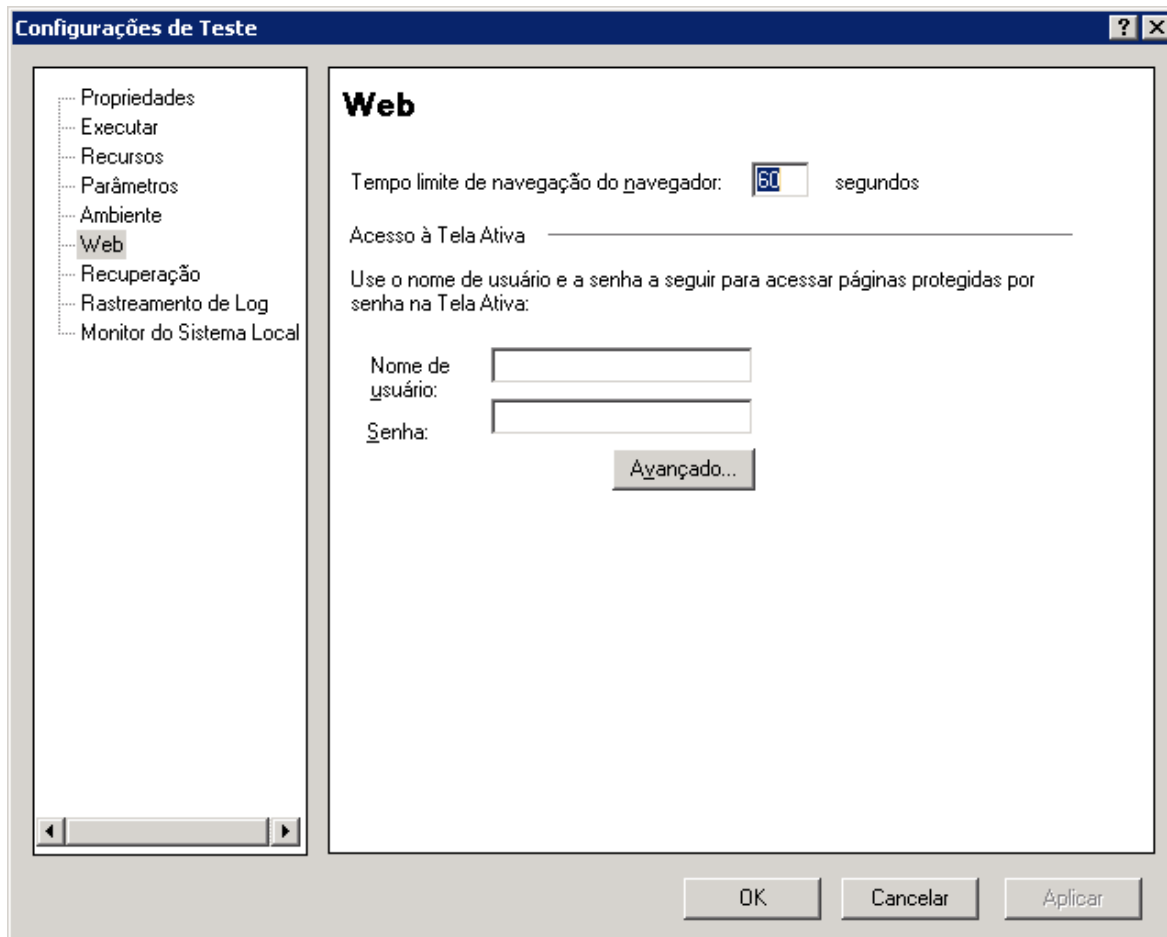 Configurações de Teste
Propriedades
Executar
Recursos
Parâmetros
Ambiente
Web
Recuperação
Rastreamento de Log
Monitor do Sistema Local
Web
Tempo limite de navegação do navegador: 60 segundos
Acesso à Tela Ativa
Use o nome de usuário e a senha a seguir para acessar páginas protegidas por
senha na Tela Ativa:
Nome de
usuário:
Senha:
Avançado...
OK Cancelar Aplicar